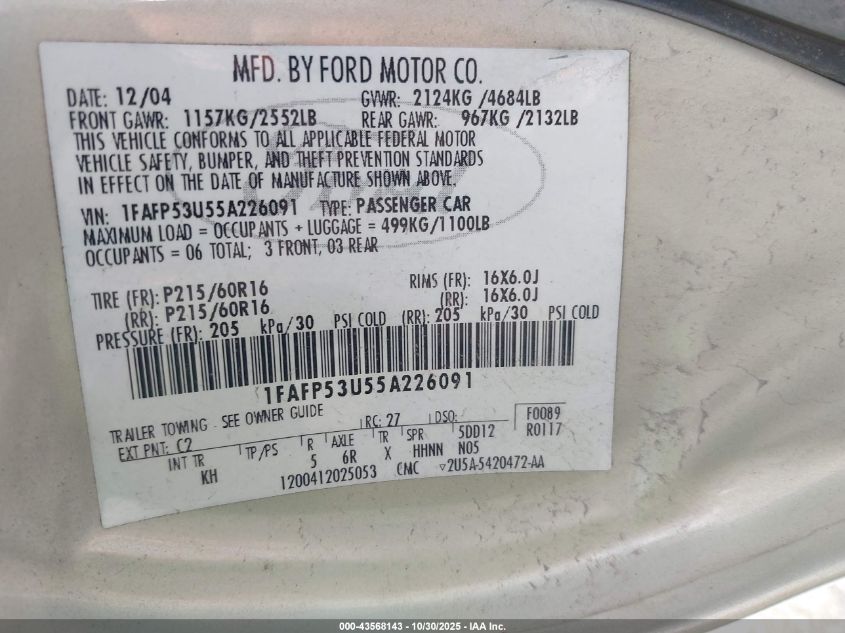 MFD. BY FORD MOTOR CO.
DATE: 12/04 GVWR: 2124KG /4684LB
FRONT GAWR: 1157KG/2552LB REAR GAWR: 967KG /2132LB
THIS VEHICLE CONFORMS TO ALL APPLICABLE FEDERAL MOTOR
VEHICLE SAFETY, BUMPER, AND THEFT PREVENTION STANDARDS
IN EFFECT ON THE DATE OF MANUFACTURE SHOWN ABOVE.
VIN: 1FAFP53U55A226091 TYPE: PASSENGER CAR
MAXIMUM LOAD = OCCUPANTS + LUGGAGE = 499KG/1100LB
OCCUPANTS = 06 TOTAL; 3 FRONT, 03 REAR
TIRE (FR): P215/60R16 RIMS (FR): 16X6.0J
(RR): P215/60R16 (RR): 16X6.0J
PRESSURE (FR): 205 kPa/30 PSI COLD (RR): 205 kPa/30 PSI COLD
1FAFP53U55A226091
TRAILER TOWING - SEE OWNER GUIDE
EXT PNT: C2 RC: 27 DSO: F0089
INT TR TP/PS R AXLE TR SPR 5DD12 R0117
KH 5 6R X HHNN N05
1200412025053 CMC ▽2U5A-5420472-AA
000-43568143 - 10/30/2025 - IAA Inc.